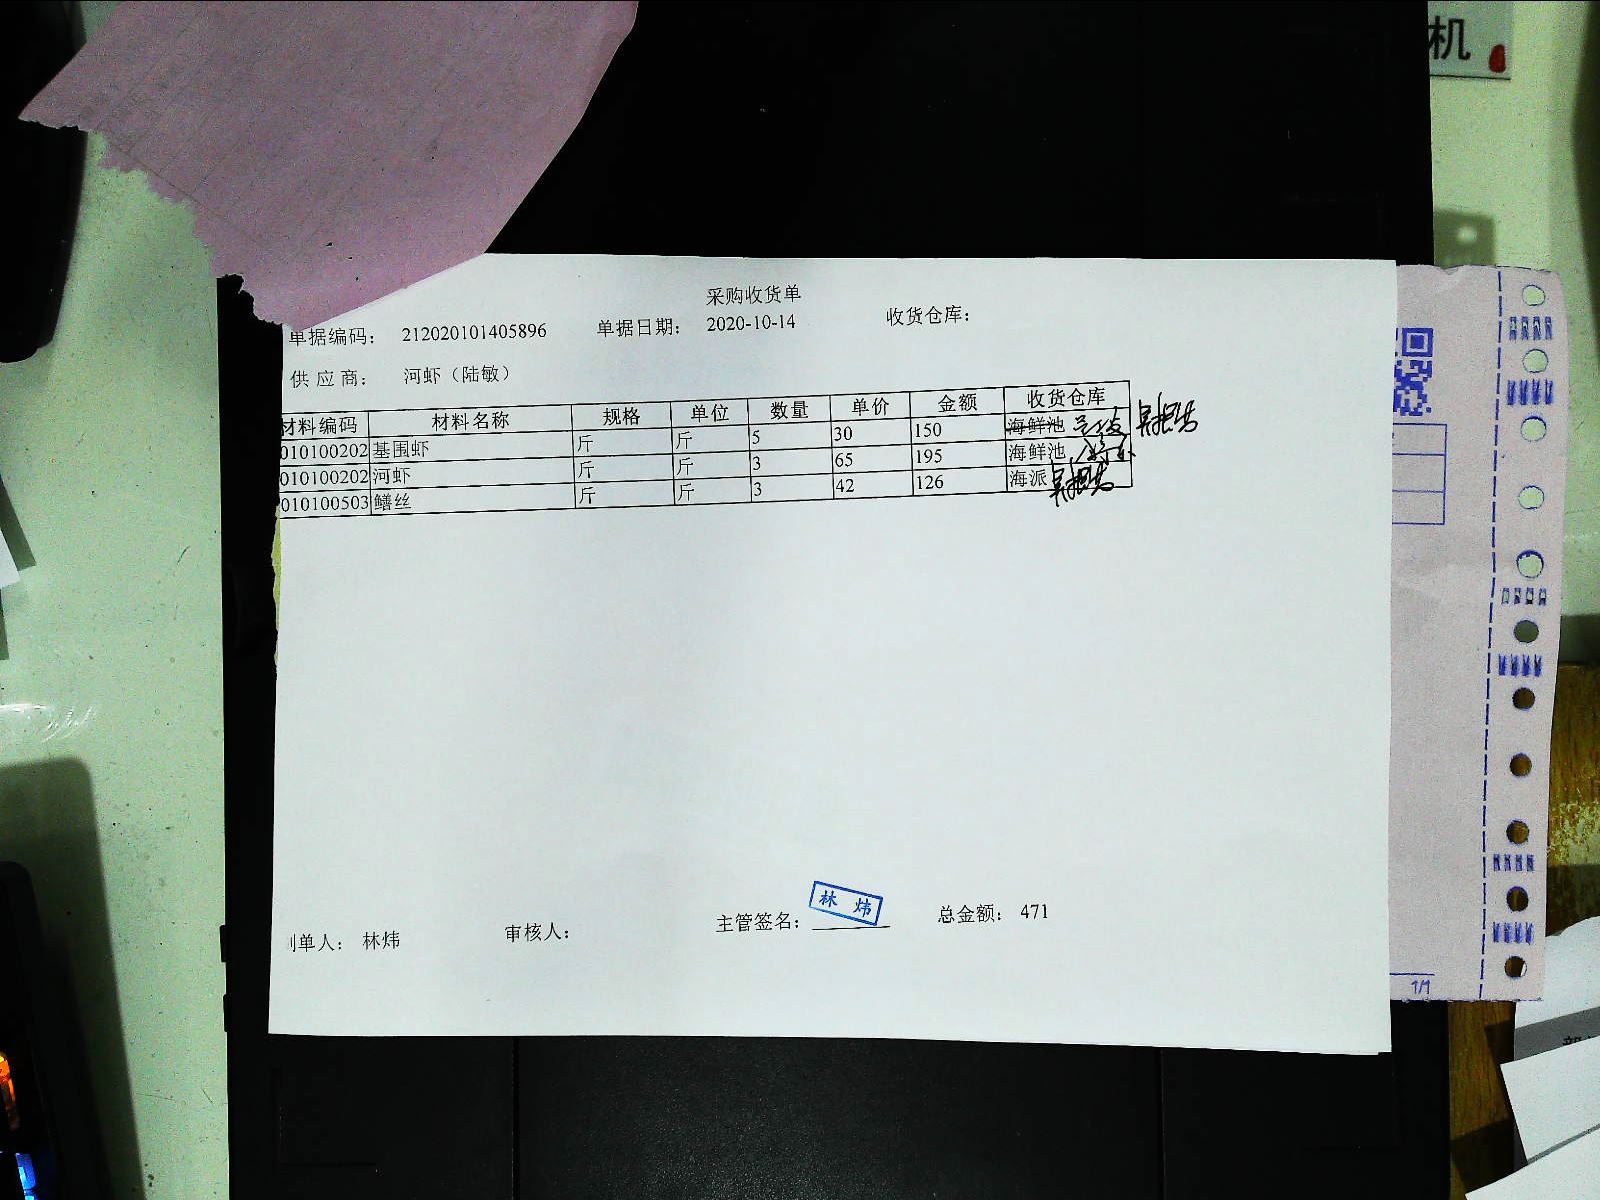 机
采购收货单
单据编码： 212020101405896 单据日期： 2020-10-14 收货仓库：
供 应 商： 河虾（陆敏）
材料编码 材料名称 规格 单位 数量 单价 金额 收货仓库
010100202 基围虾 斤 斤 5 30 150 海鲜池
010100202 河虾 斤 斤 3 65 195 海鲜池
010100503 鳝丝 斤 斤 3 42 126 海派
林 炜
制单人： 林炜 审核人： 主管签名： 总金额： 471
1/1